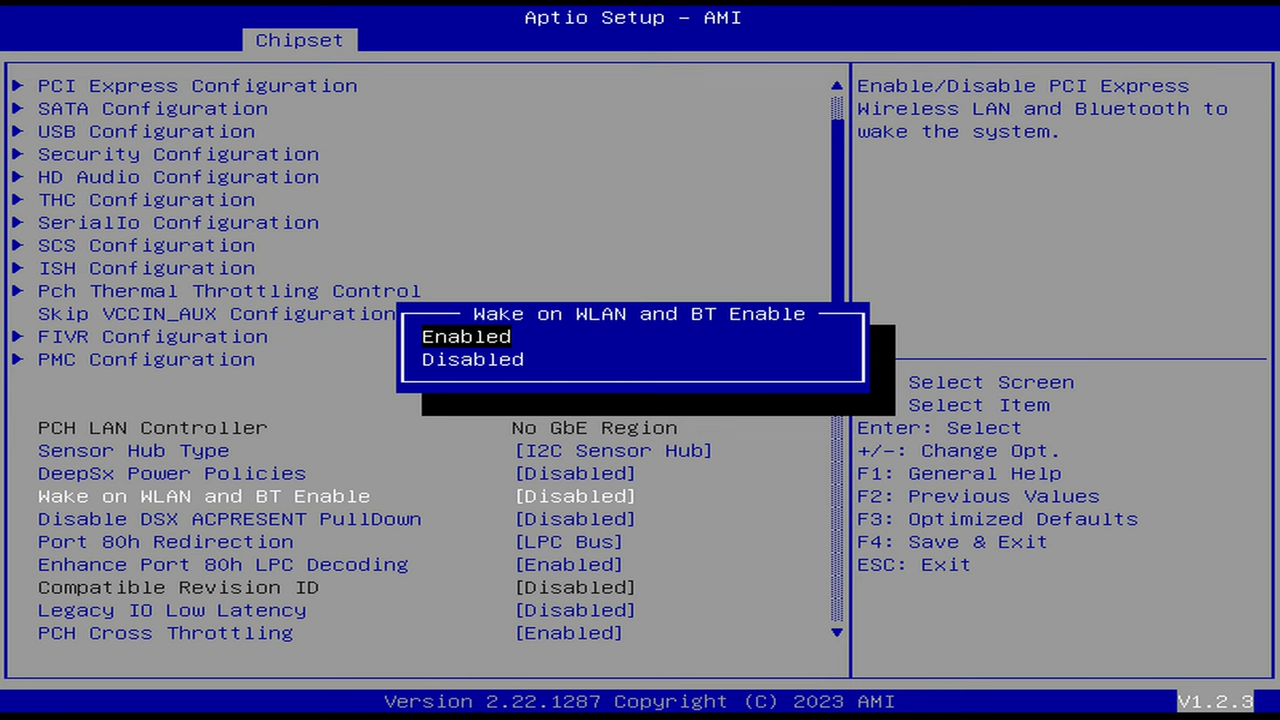 Aptio Setup – AMI
Chipset
PCI Express Configuration
SATA Configuration
USB Configuration
Security Configuration
HD Audio Configuration
THC Configuration
SerialIo Configuration
SCS Configuration
ISH Configuration
Pch Thermal Throttling Control
Skip VCCIN_AUX Configuration
FIVR Configuration
PMC Configuration
PCH LAN Controller No GbE Region
Sensor Hub Type [I2C Sensor Hub]
DeepSx Power Policies [Disabled]
Wake on WLAN and BT Enable [Disabled]
Disable DSX ACPRESENT PullDown [Disabled]
Port 80h Redirection [LPC Bus]
Enhance Port 80h LPC Decoding [Enabled]
Compatible Revision ID [Disabled]
Legacy IO Low Latency [Disabled]
PCH Cross Throttling [Enabled]
Wake on WLAN and BT Enable
Enabled
Disabled
Enable/Disable PCI Express
Wireless LAN and Bluetooth to
wake the system.
Select Screen
Select Item
Enter: Select
+/-: Change Opt.
F1: General Help
F2: Previous Values
F3: Optimized Defaults
F4: Save & Exit
ESC: Exit
Version 2.22.1287 Copyright (C) 2023 AMI
V1.2.3